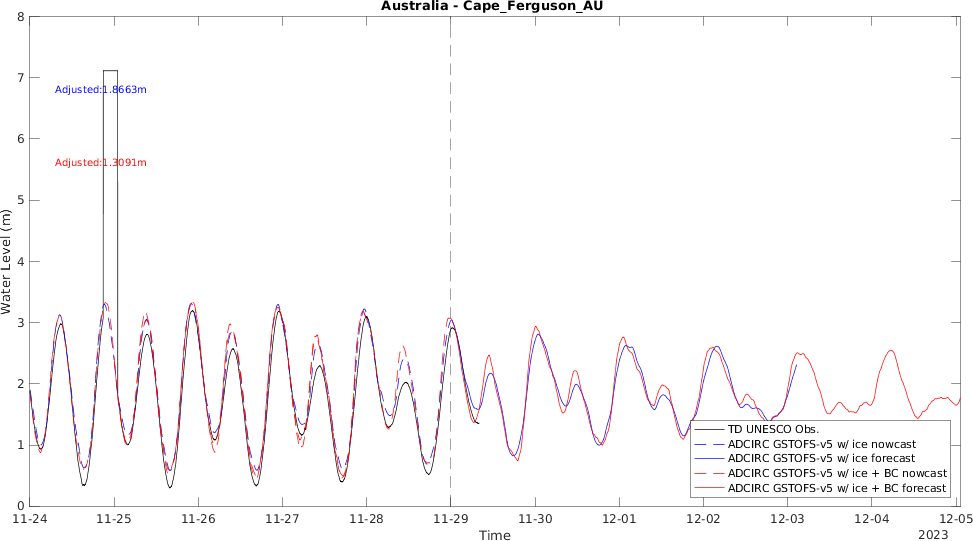 Australia - Cape_Ferguson_AU
8
7
6
5
4
3
2
1
0
Water Level (m)
Adjusted:1.8663m
Adjusted:1.3091m
TD UNESCO Obs.
ADCIRC GSTOFS-v5 w/ ice nowcast
ADCIRC GSTOFS-v5 w/ ice forecast
ADCIRC GSTOFS-v5 w/ ice + BC nowcast
ADCIRC GSTOFS-v5 w/ ice + BC forecast
11-24 11-25 11-26 11-27 11-28 11-29 11-30 12-01 12-02 12-03 12-04 12-05
Time
2023